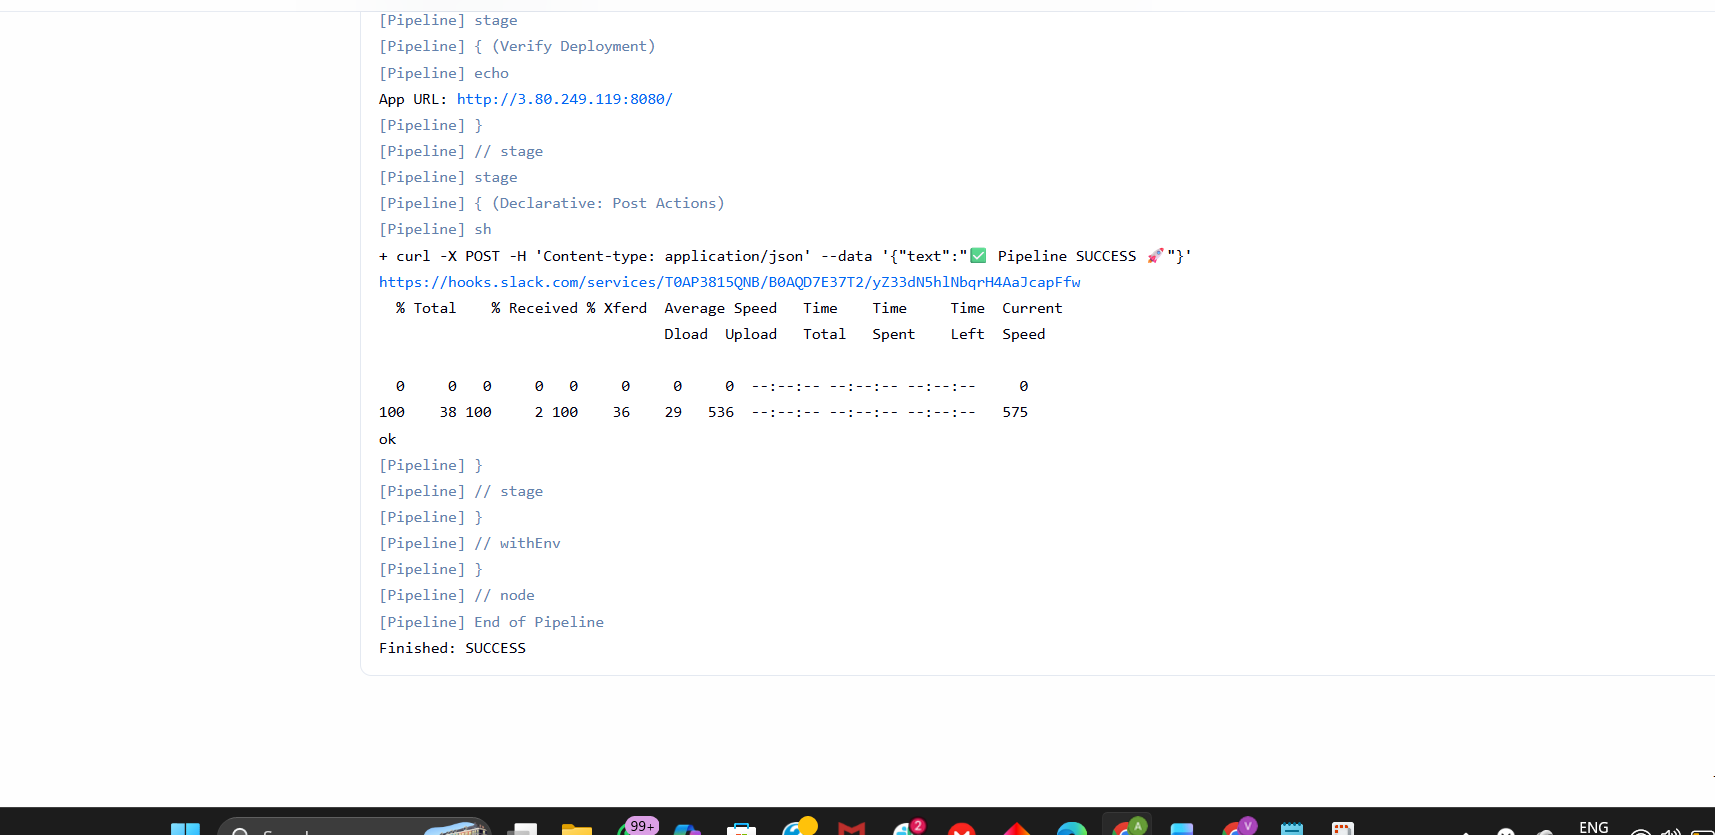 [Pipeline] stage
[Pipeline] { (Verify Deployment)
[Pipeline] echo
App URL: http://3.80.249.119:8080/
[Pipeline] }
[Pipeline] // stage
[Pipeline] stage
[Pipeline] { (Declarative: Post Actions)
[Pipeline] sh
+ curl -X POST -H 'Content-type: application/json' --data '{"text":"✅ Pipeline SUCCESS 🚀"}'
https://hooks.slack.com/services/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
% Total % Received % Xferd Average Speed Time Time Time Current
Dload Upload Total Spent Left Speed
0 0 0 0 0 0 0 0 --:--:-- --:--:-- --:--:-- 0
100 38 100 2 100 36 29 536 --:--:-- --:--:-- --:--:-- 575
ok
[Pipeline] }
[Pipeline] // stage
[Pipeline] }
[Pipeline] // withEnv
[Pipeline] }
[Pipeline] // node
[Pipeline] End of Pipeline
Finished: SUCCESS
99+
2
A
V
ENG